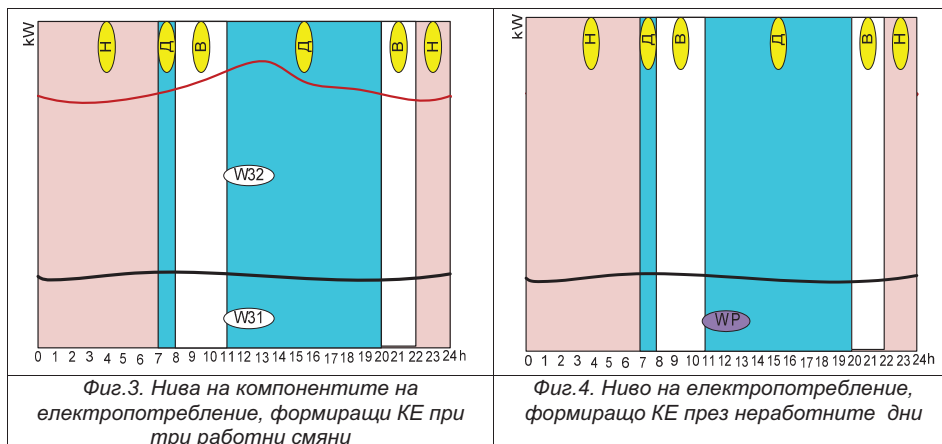 kW
Н
Д
В
Д
В
Н
W32
W31
0 1 2 3 4 5 6 7 8 9 10 11 12 13 14 15 16 17 18 19 20 21 22 23 24 h
Фиг.3. Нива на компонентите на
електропотребление, формиращи КЕ при
три работни смяни
kW
Н
Д
В
Д
В
Н
WP
0 1 2 3 4 5 6 7 8 9 10 11 12 13 14 15 16 17 18 19 20 21 22 23 24 h
Фиг.4. Ниво на електропотребление,
формиращо КЕ през неработните дни